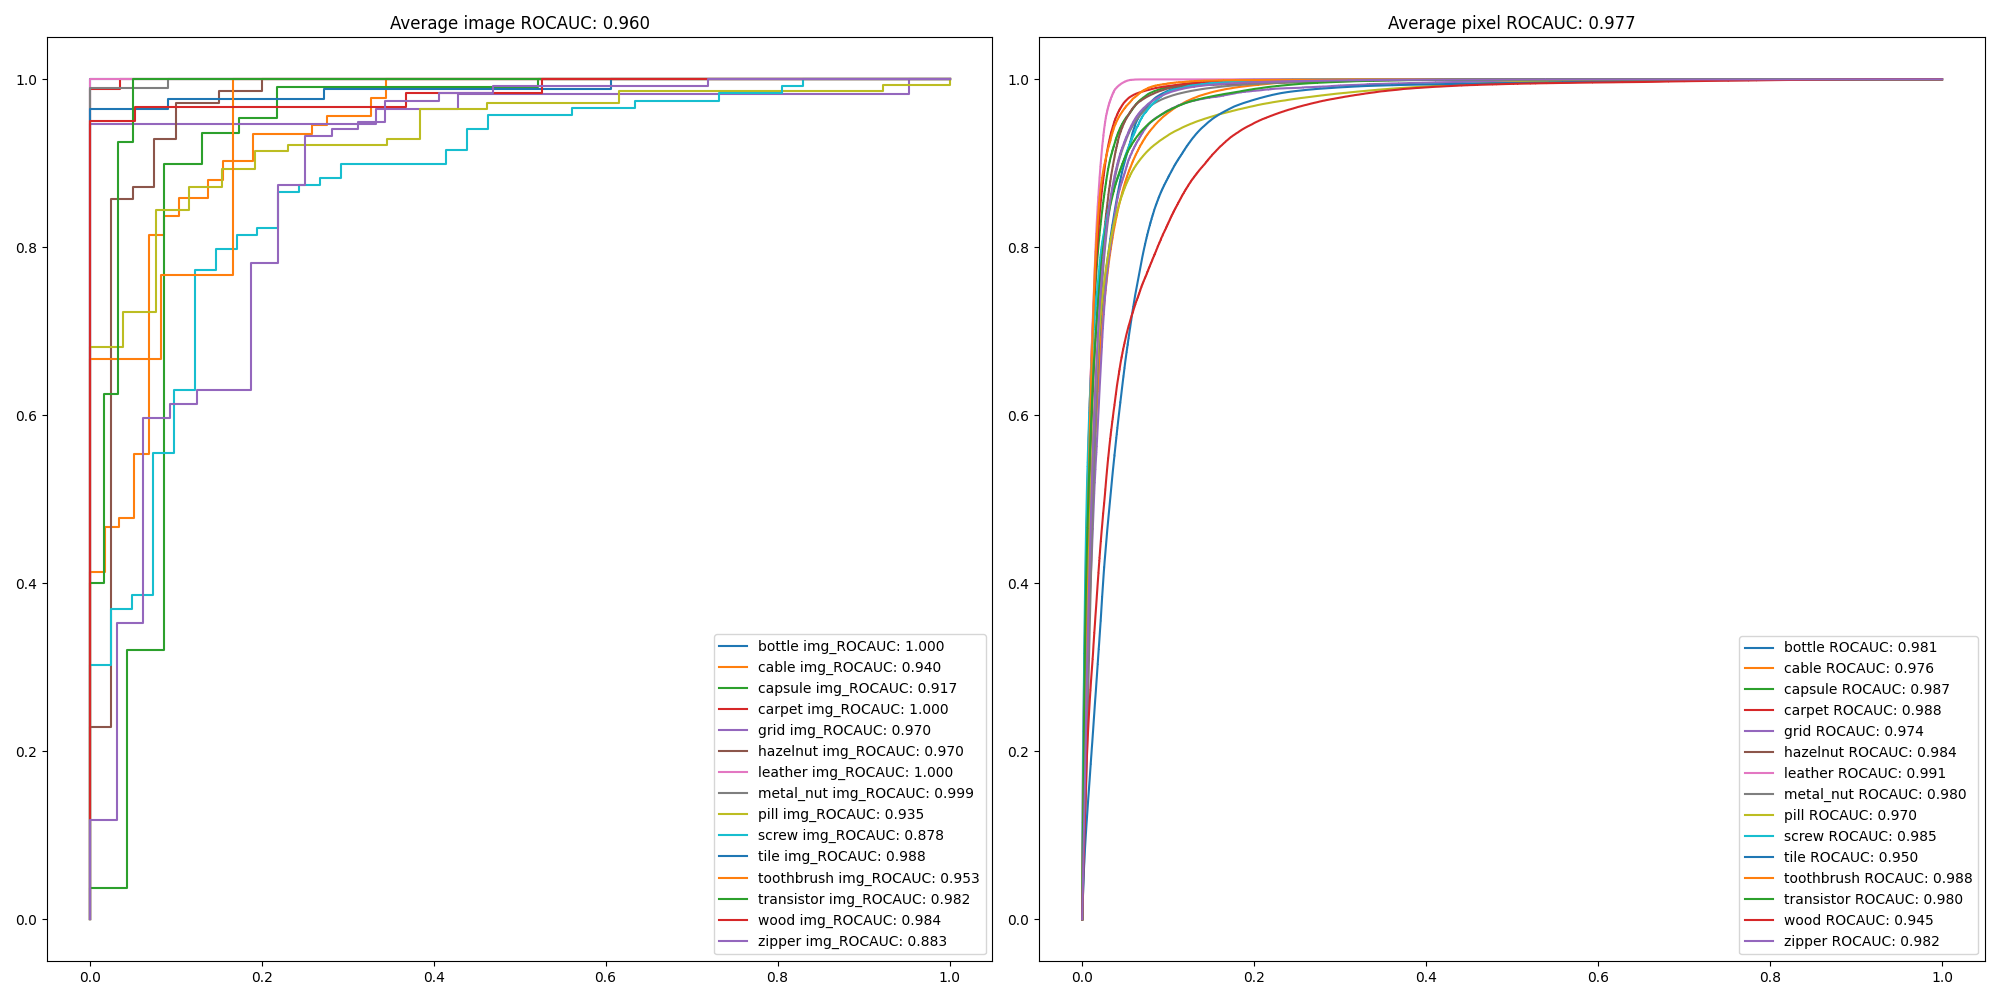 Average image ROCAUC: 0.960
1.0
0.8
0.6
0.4
0.2
0.0
0.0 0.2 0.4 0.6 0.8 1.0
bottle img_ROCAUC: 1.000
cable img_ROCAUC: 0.940
capsule img_ROCAUC: 0.917
carpet img_ROCAUC: 1.000
grid img_ROCAUC: 0.970
hazelnut img_ROCAUC: 0.970
leather img_ROCAUC: 1.000
metal_nut img_ROCAUC: 0.999
pill img_ROCAUC: 0.935
screw img_ROCAUC: 0.878
tile img_ROCAUC: 0.988
toothbrush img_ROCAUC: 0.953
transistor img_ROCAUC: 0.982
wood img_ROCAUC: 0.984
zipper img_ROCAUC: 0.883
Average pixel ROCAUC: 0.977
1.0
0.8
0.6
0.4
0.2
0.0
0.0 0.2 0.4 0.6 0.8 1.0
bottle ROCAUC: 0.981
cable ROCAUC: 0.976
capsule ROCAUC: 0.987
carpet ROCAUC: 0.988
grid ROCAUC: 0.974
hazelnut ROCAUC: 0.984
leather ROCAUC: 0.991
metal_nut ROCAUC: 0.980
pill ROCAUC: 0.970
screw ROCAUC: 0.985
tile ROCAUC: 0.950
toothbrush ROCAUC: 0.988
transistor ROCAUC: 0.980
wood ROCAUC: 0.945
zipper ROCAUC: 0.982